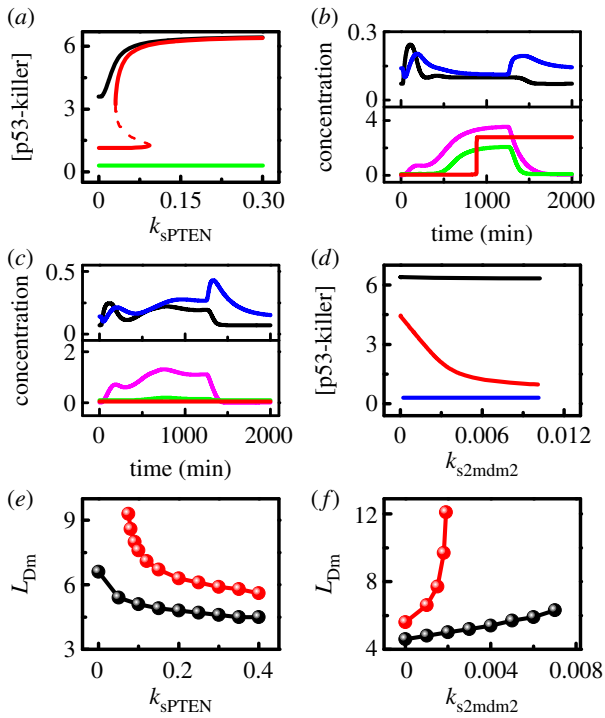 (a)
[p53-killer]
6
3
0
0
0.15
0.30
k_sPTEN
(b)
concentration
0.3
0
4
2
0
0
1000
2000
time (min)
(c)
concentration
0.5
0
2
0
0
1000
2000
time (min)
(d)
[p53-killer]
6
3
0
0
0.006
0.012
k_s2mdm2
(e)
L_Dm
9
6
3
0
0.2
0.4
k_sPTEN
(f)
L_Dm
12
8
4
0
0.004
0.008
k_s2mdm2